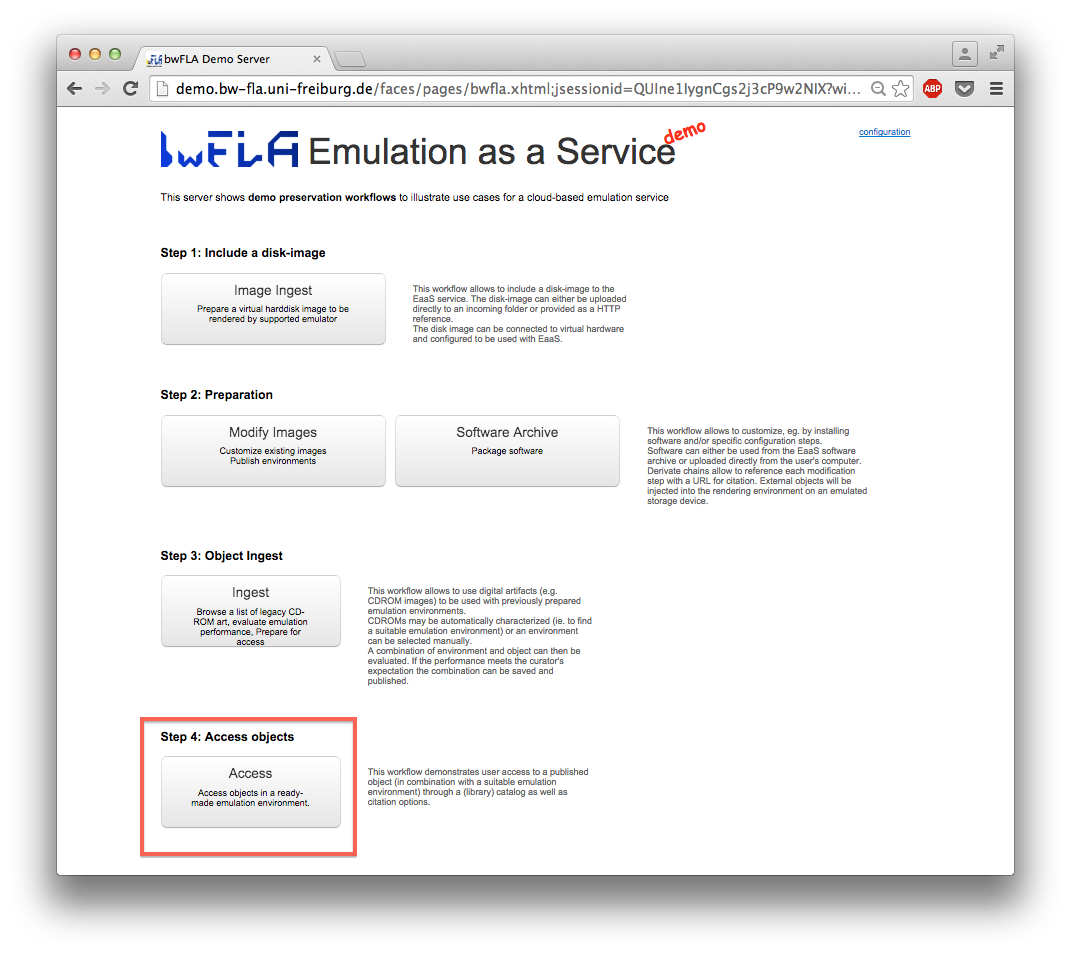 bwFLA Demo Server
demo.bw-fla.uni-freiburg.de/faces/pages/bwfla.xhtml;jsessionid=QUIne1IygnCgs2j3cP9w2NIX?wi...
ABP
configuration
bwFLA Emulation as a Service demo
This server shows demo preservation workflows to illustrate use cases for a cloud-based emulation service
Step 1: Include a disk-image
Image Ingest
Prepare a virtual harddisk image to be
rendered by supported emulator
This workflow allows to include a disk-image to the
EaaS service. The disk-image can either be uploaded
directly to an incoming folder or provided as a HTTP
reference.
The disk image can be connected to virtual hardware
and configured to be used with EaaS.
Step 2: Preparation
Modify Images
Customize existing images
Publish environments
Software Archive
Package software
This workflow allows to customize, eg. by installing
software and/or specific configuration steps.
Software can either be used from the EaaS software
archive or uploaded directly from the user's computer.
Derivate chains allow to reference each modification
step with a URL for citation. External objects will be
injected into the rendering environment on an emulated
storage device.
Step 3: Object Ingest
Ingest
Browse a list of legacy CD-
ROM art, evaluate emulation
performance, Prepare for
access
This workflow allows to use digital artifacts (e.g.
CDROM images) to be used with previously prepared
emulation environments.
CDROMs may be automatically characterized (ie. to find
a suitable emulation environment) or an environment
can be selected manually.
A combination of environment and object can then be
evaluated. If the performance meets the curator's
expectation the combination can be saved and
published.
Step 4: Access objects
Access
Access objects in a ready-
made emulation environment.
This workflow demonstrates user access to a published
object (in combination with a suitable emulation
environment) through a (library) catalog as well as
citation options.